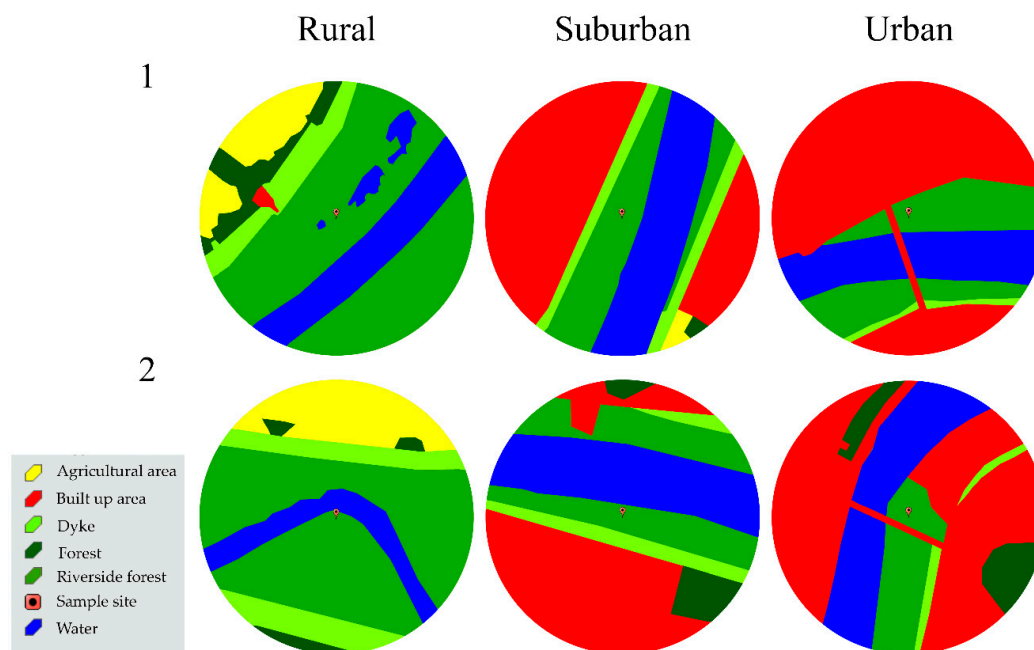 Rural Suburban Urban
1
2
Agricultural area
Built up area
Dyke
Forest
Riverside forest
Sample site
Water